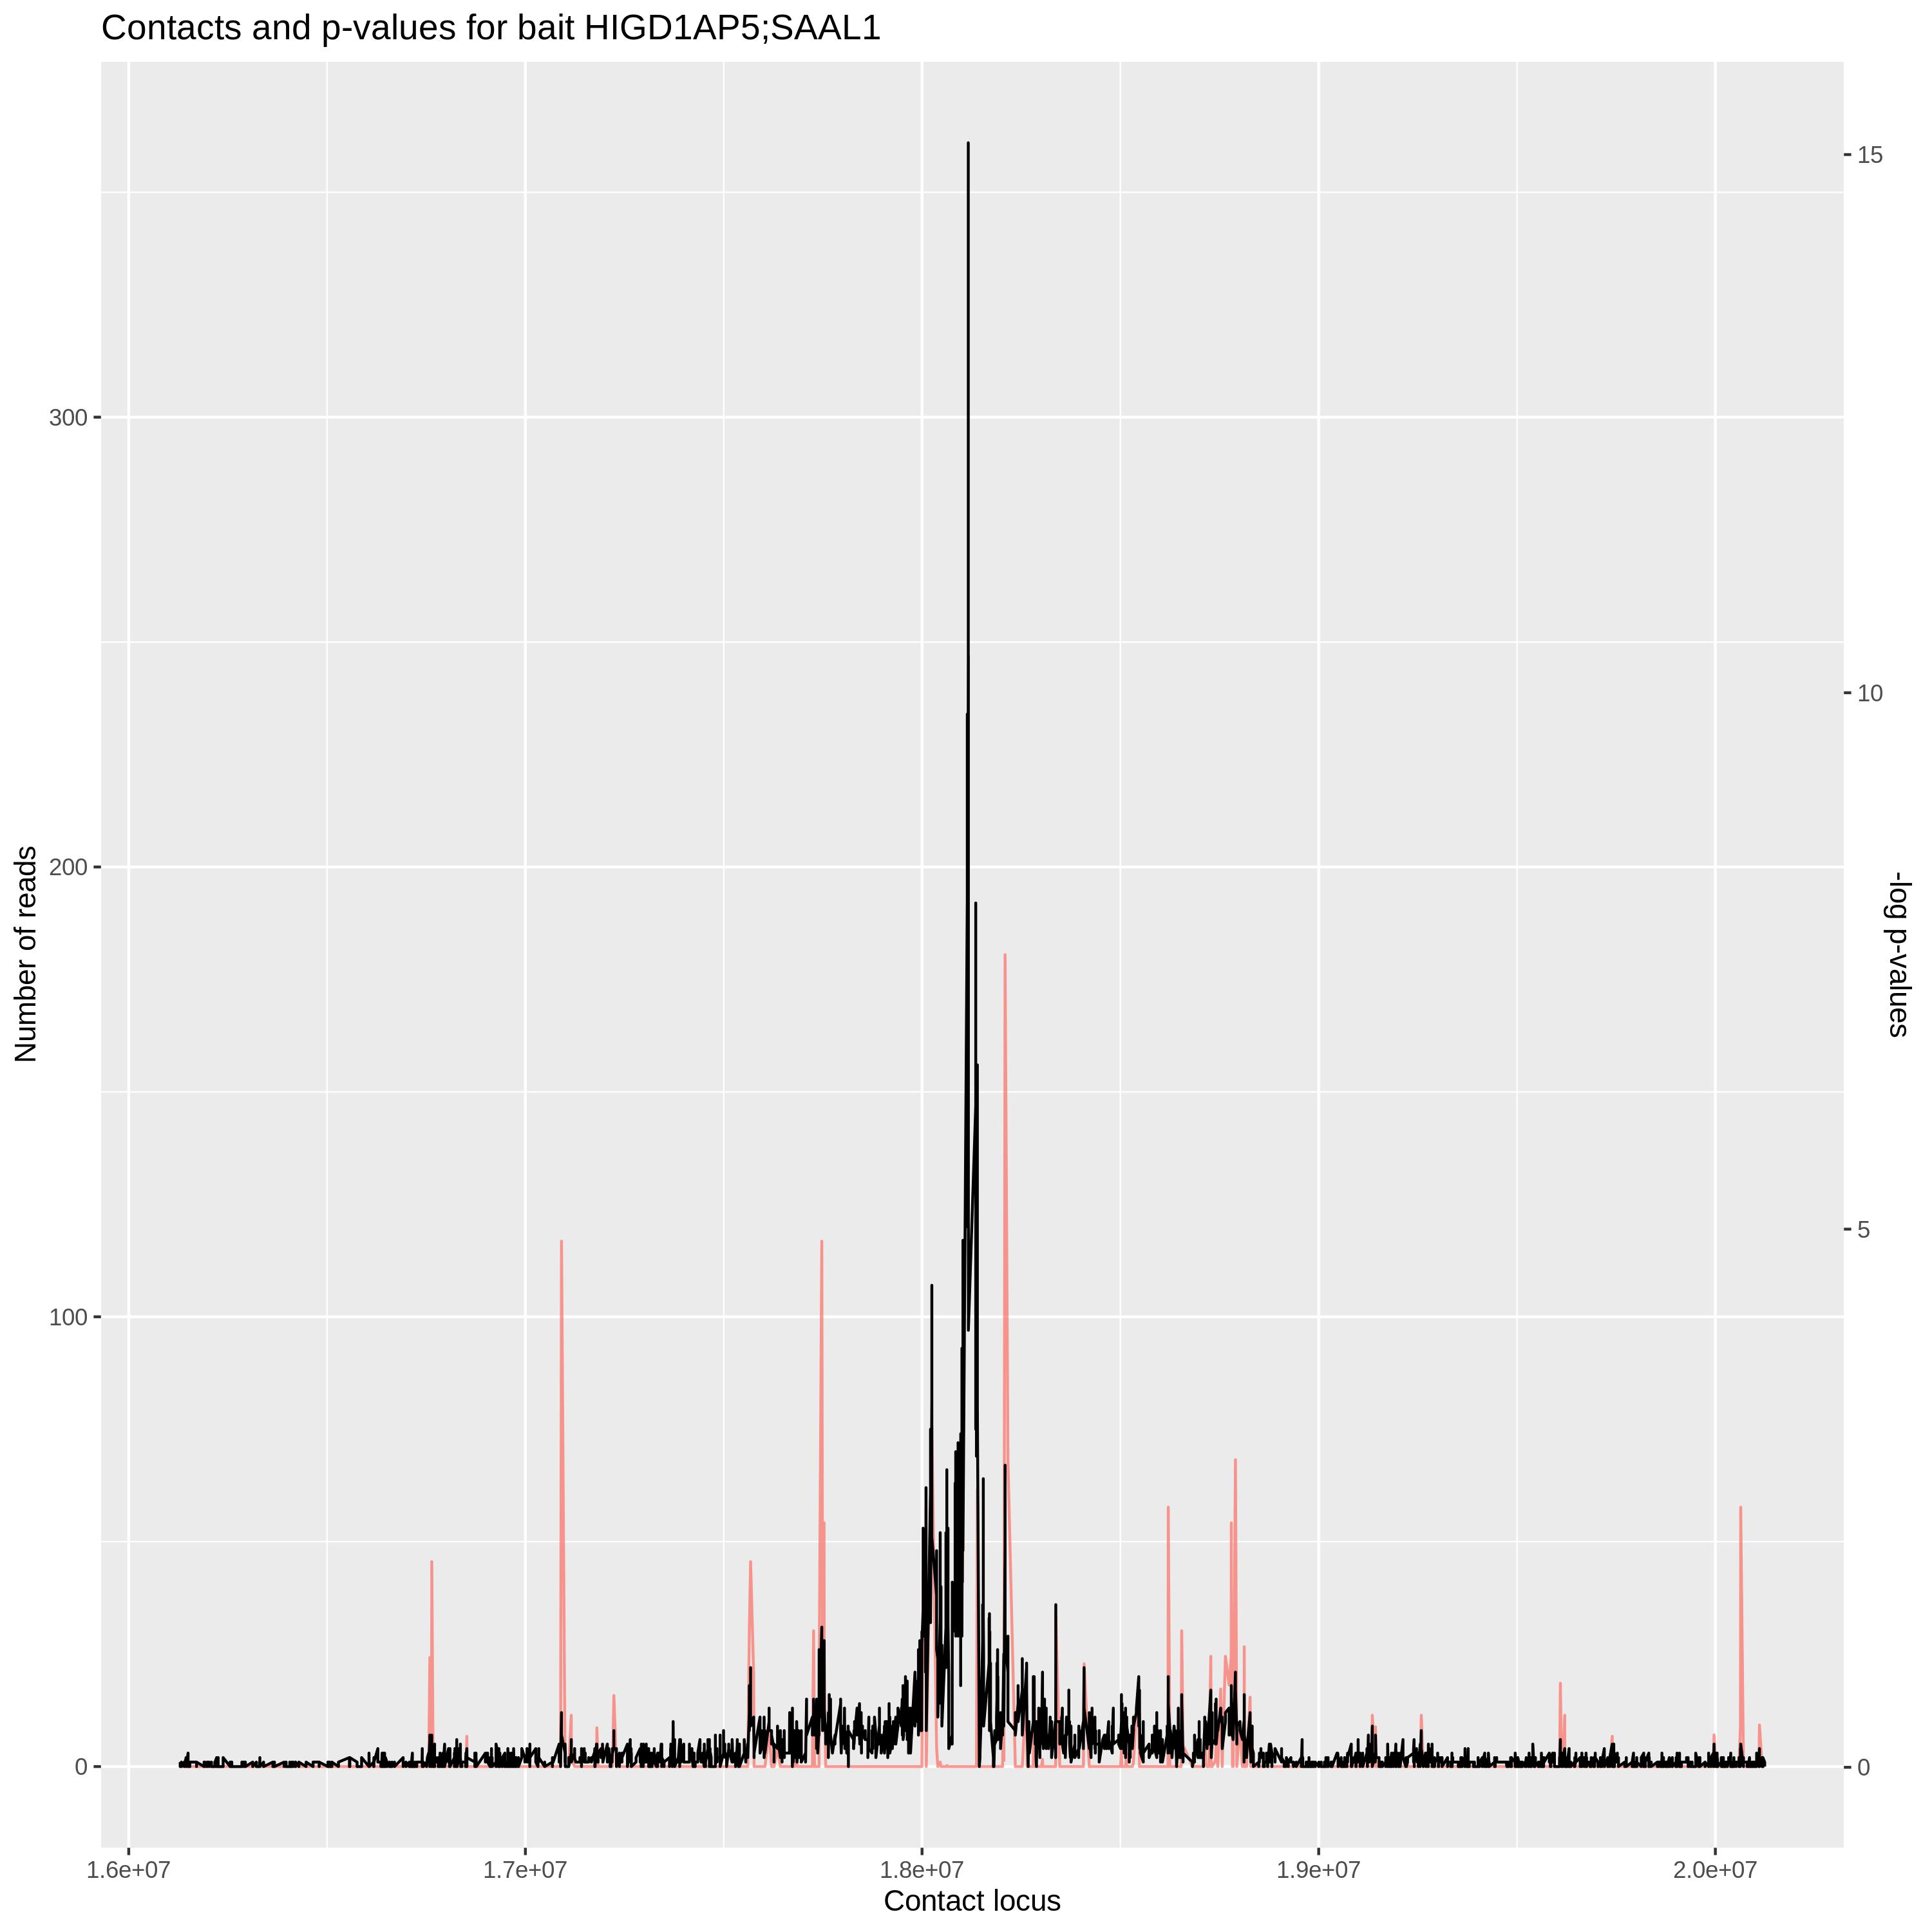 Contacts and p-values for bait HIGD1AP5;SAAL1
300
200
100
0
Number of reads
15
10
5
0
-log p-values
1.6e+07
1.7e+07
1.8e+07
1.9e+07
2.0e+07
Contact locus